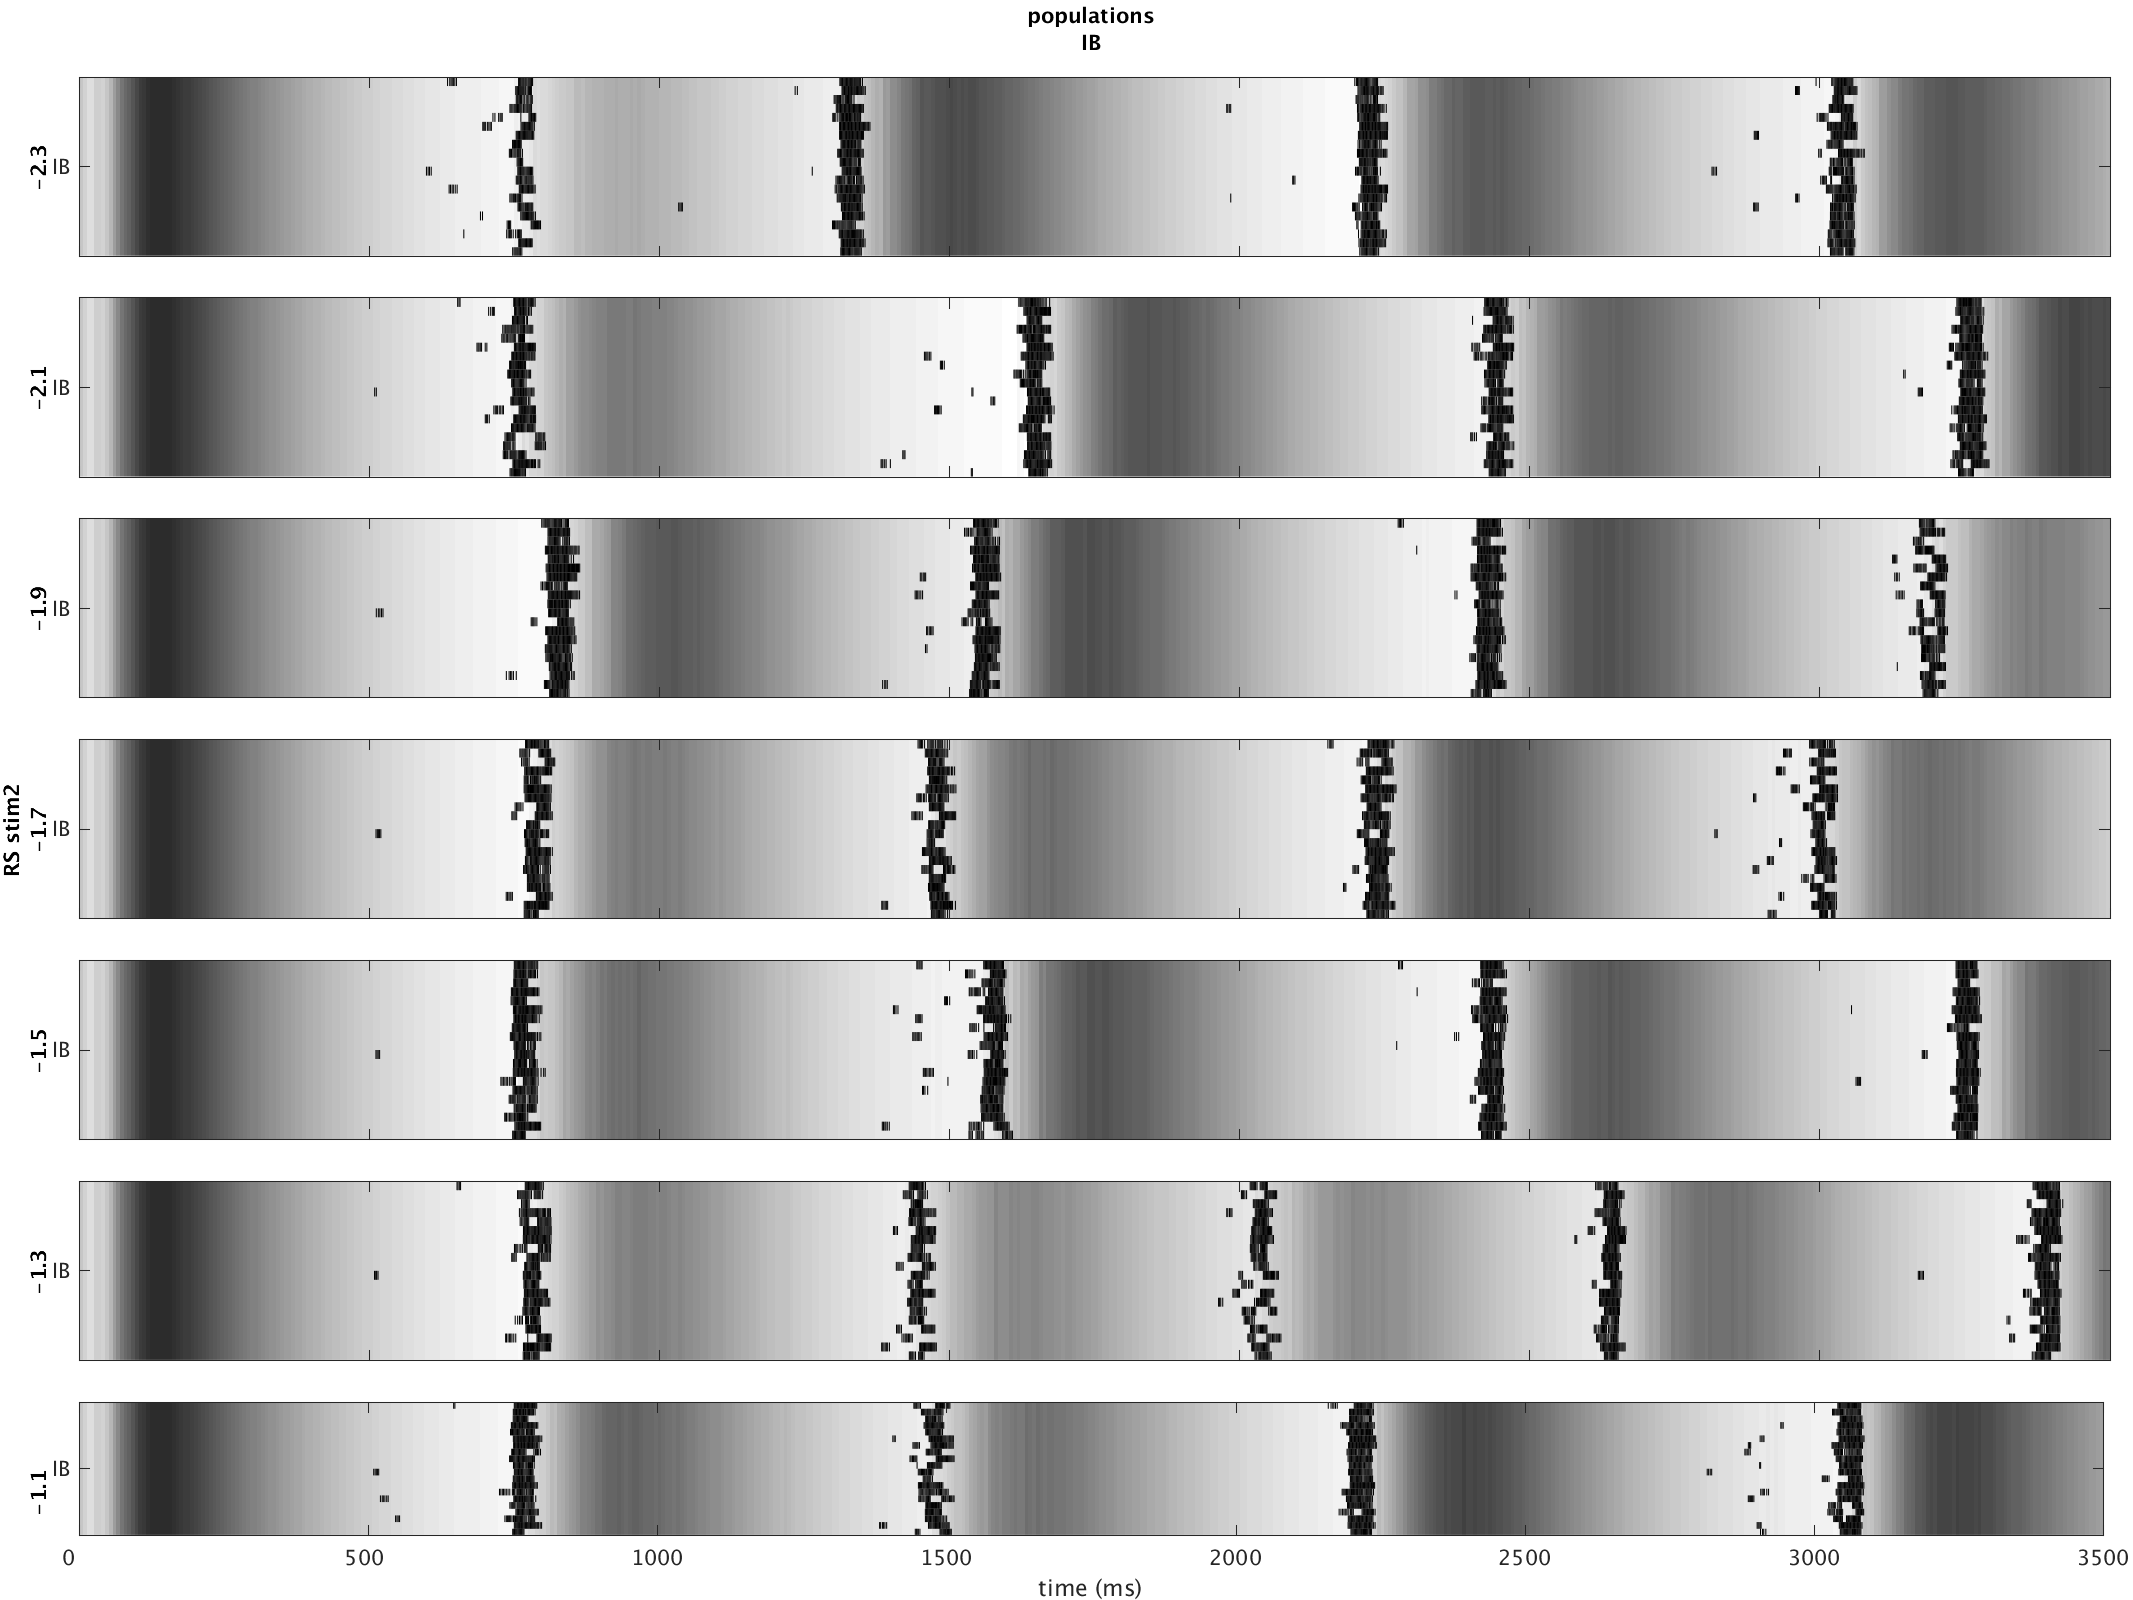 populations
IB
RS stim2
-2.3 IB
-2.1 IB
-1.9 IB
-1.7 IB
-1.5 IB
-1.3 IB
-1.1 IB
0 500 1000 1500 2000 2500 3000 3500
time (ms)